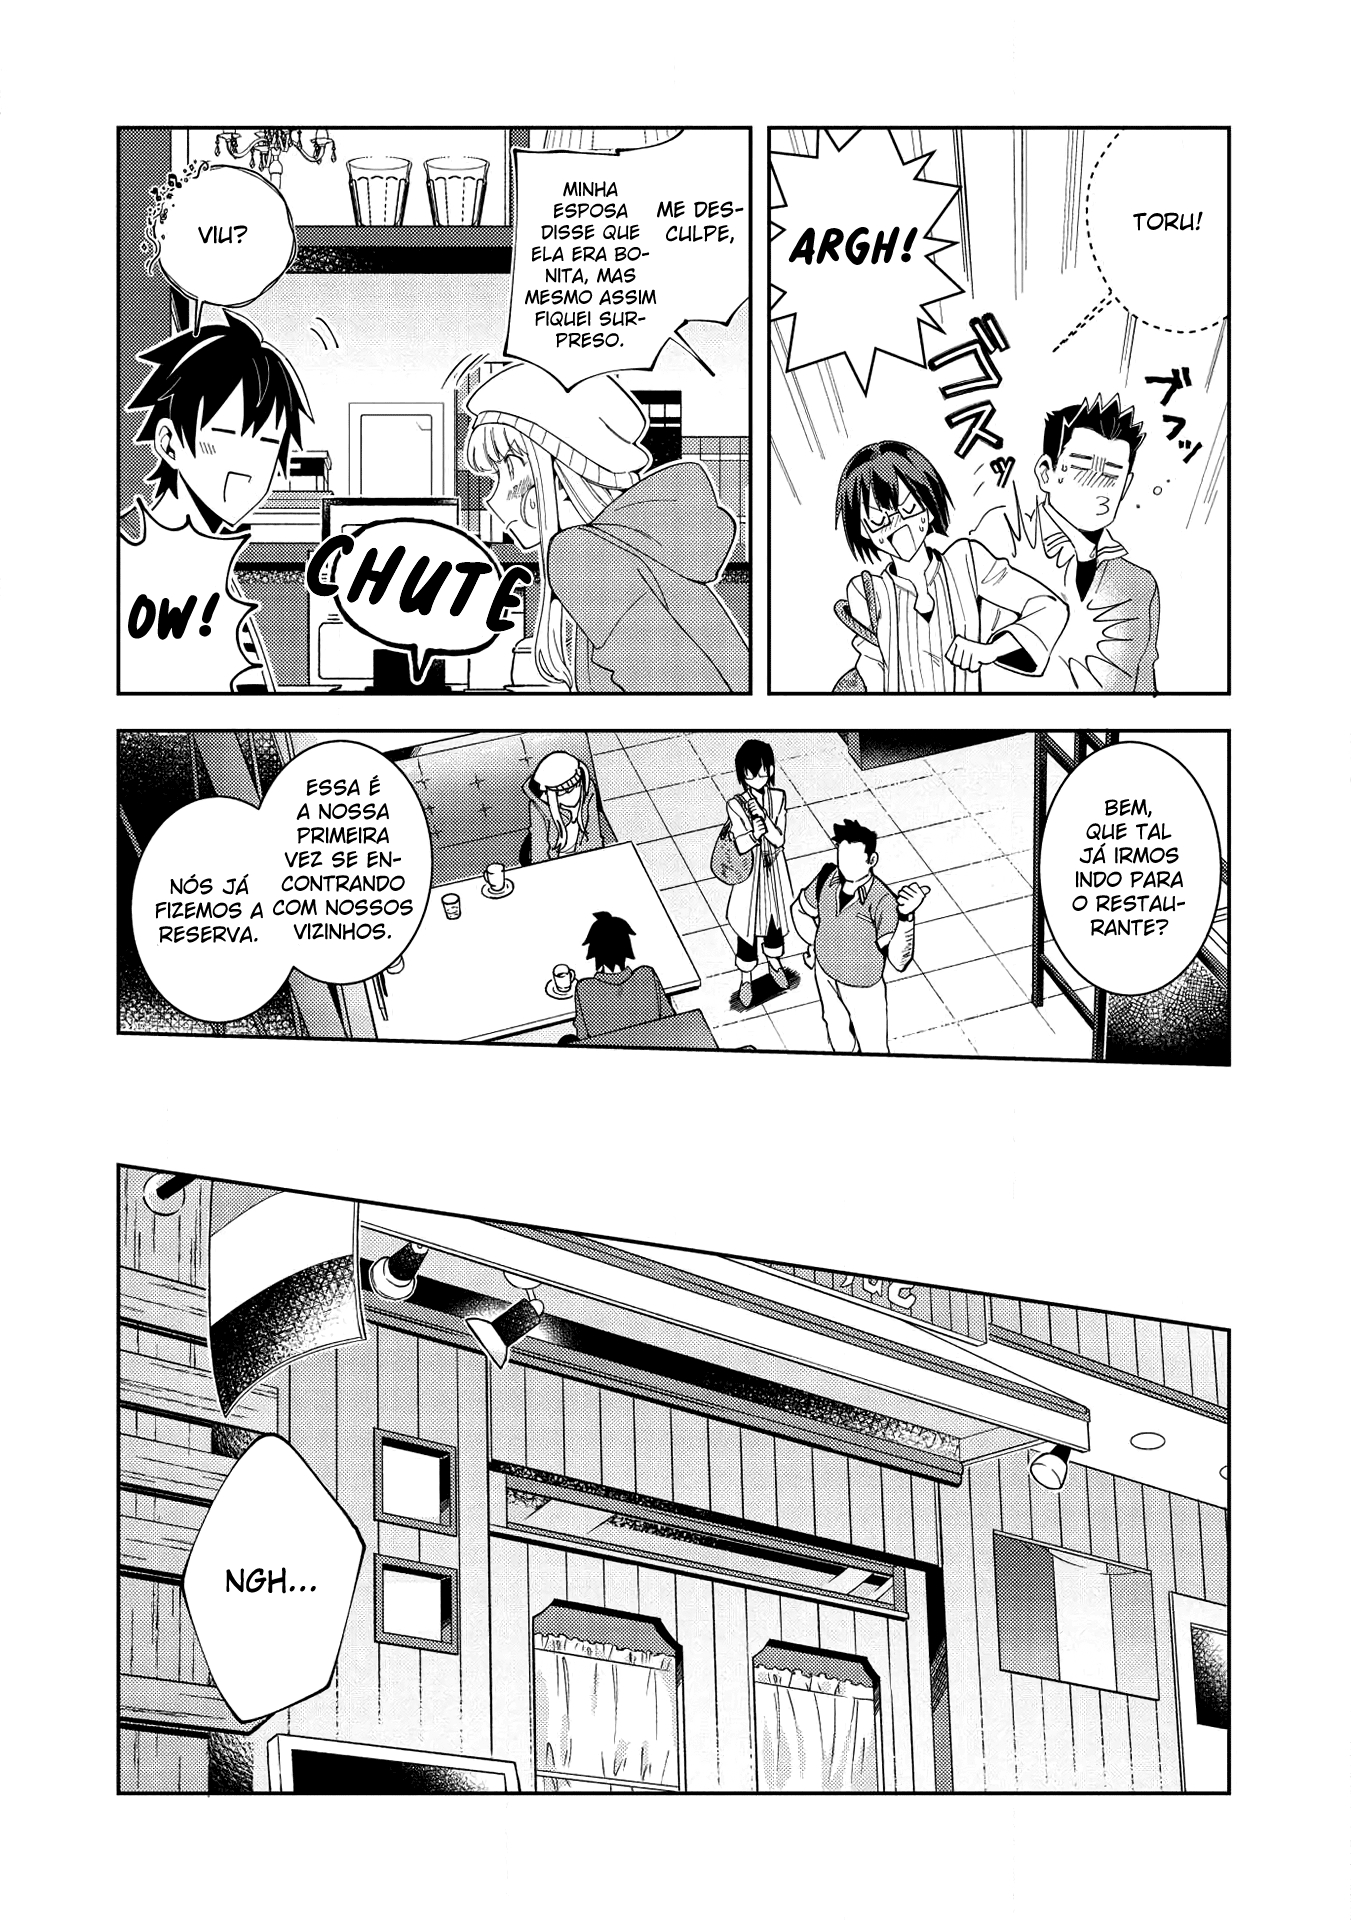 TORU!
ARGH!
ゴスッ
ブフッ
ME DES-
CULPE,
MINHA
ESPOSA
DISSE QUE
ELA ERA BO-
NITA, MAS
MESMO ASSIM
FIQUEI SUR-
PRESO.
VIU?
CHUTE
OW!
BEM,
QUE TAL
JÁ IRMOS
INDO PARA
O RESTAU-
RANTE?
ESSA É
A NOSSA
PRIMEIRA
VEZ SE EN-
CONTRANDO
COM NOSSOS
VIZINHOS.
NÓS JÁ
FIZEMOS A
RESERVA.
NGH...